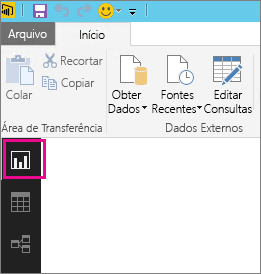 Arquivo Início
Colar
Recortar
Copiar
Área de Transferência
Obter
Dados
Fontes
Recentes
Editar
Consultas
Dados Externos